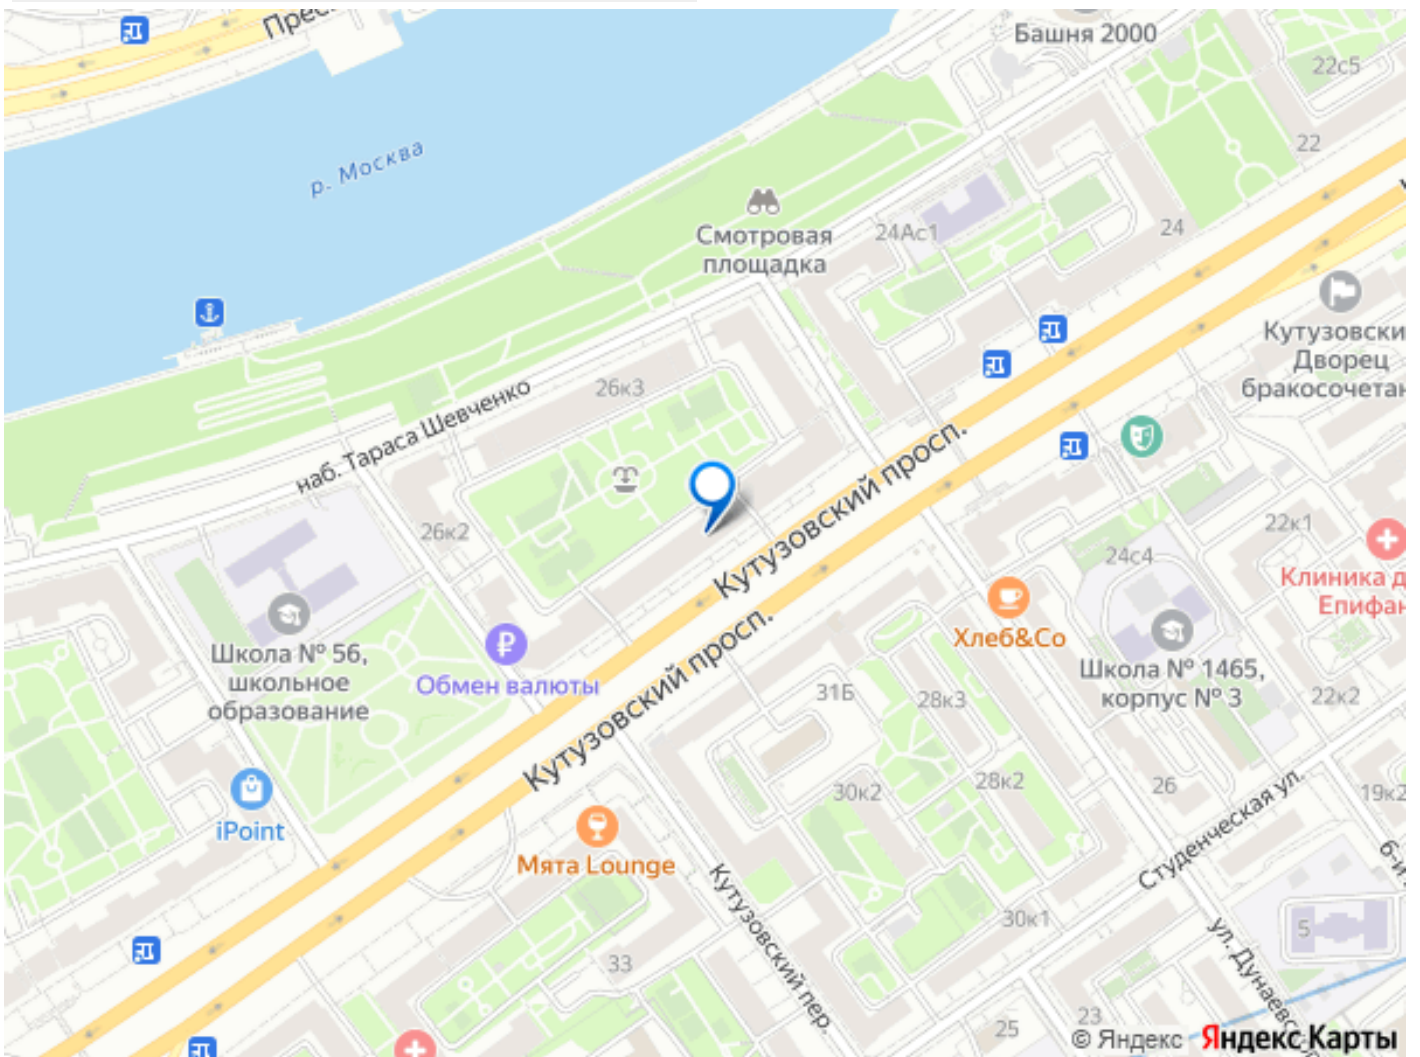 Башня 2000
22с5
22
р. Москва
Смотровая
площадка
24Ас1
24
Кутузовски
Дворец
бракосочетан
наб. Тараса Шевченко
26к3
26к2
Кутузовский просп.
22к1
24с4
Клиника д
Епифан
Хлеб&Co
Школа № 56,
школьное
образование
Обмен валюты
Кутузовский просп.
31Б
28к3
Школа № 1465,
корпус № 3
22к2
iPoint
Мята Lounge
30к2
28к2
26
19к2
Студенческая ул.
Кутузовский пер.
30к1
5
33
25
23
© Яндекс Яндекс Карты